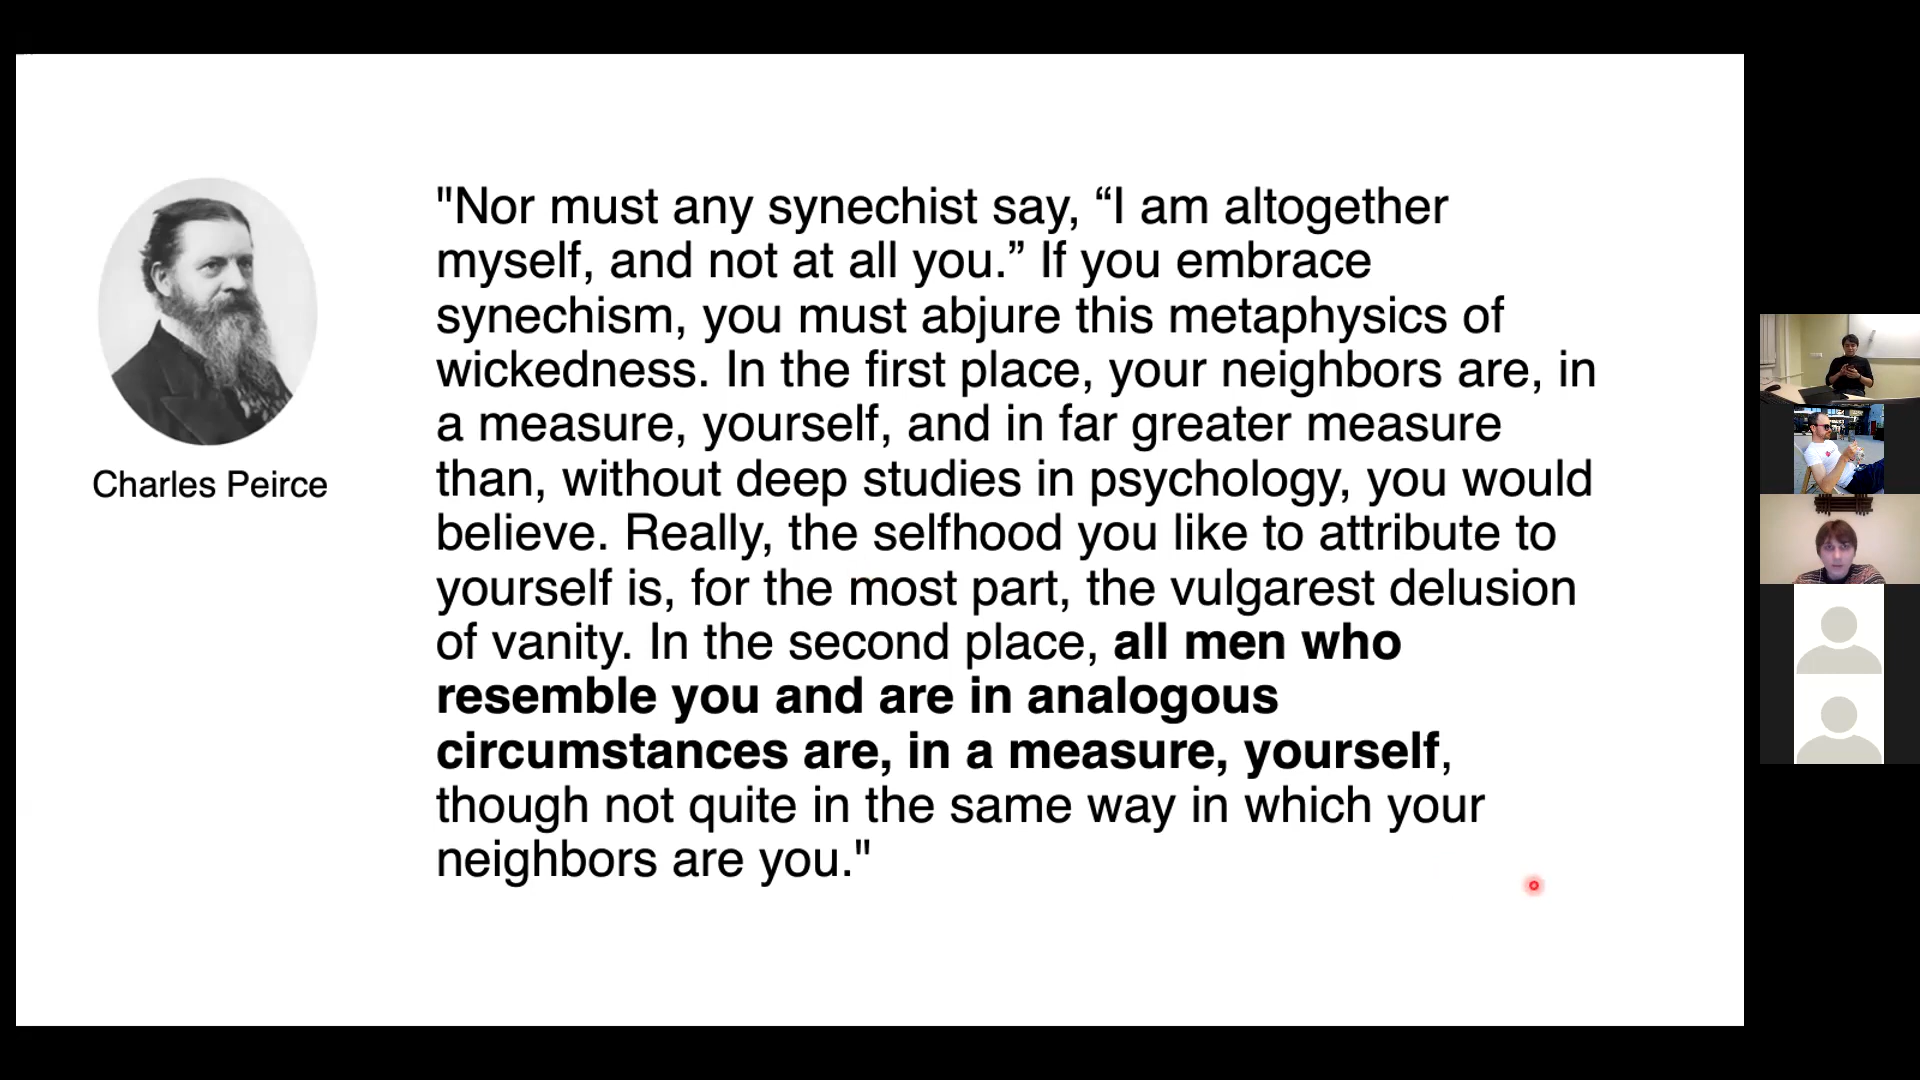 "Nor must any synechist say, “I am altogether
myself, and not at all you.” If you embrace
synechism, you must abjure this metaphysics of
wickedness. In the first place, your neighbors are, in
a measure, yourself, and in far greater measure
than, without deep studies in psychology, you would
believe. Really, the selfhood you like to attribute to
yourself is, for the most part, the vulgarest delusion
of vanity. In the second place, all men who
resemble you and are in analogous
circumstances are, in a measure, yourself,
though not quite in the same way in which your
neighbors are you."
Charles Peirce